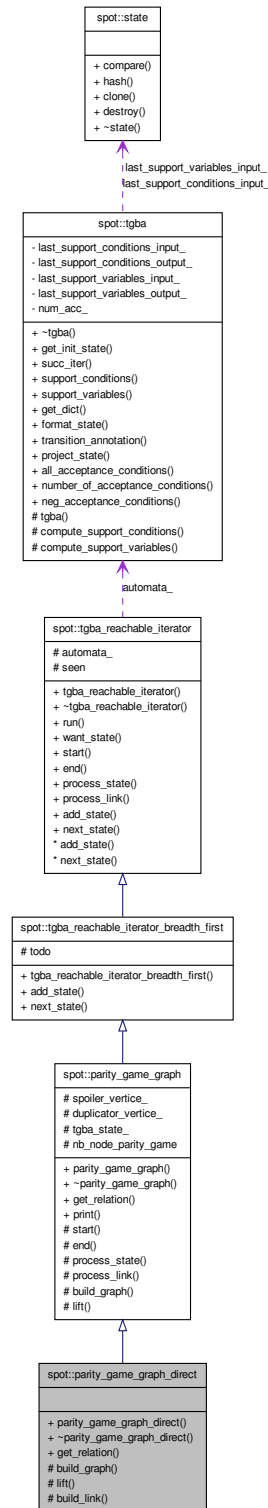 spot::state
+ compare()
+ hash()
+ clone()
+ destroy()
+ ~state()
last_support_variables_input_
last_support_conditions_input_
spot::tgba
- last_support_conditions_input_
- last_support_conditions_output_
- last_support_variables_input_
- last_support_variables_output_
- num_acc_
+ ~tgba()
+ get_init_state()
+ succ_iter()
+ support_conditions()
+ support_variables()
+ get_dict()
+ format_state()
+ transition_annotation()
+ project_state()
+ all_acceptance_conditions()
+ number_of_acceptance_conditions()
+ neg_acceptance_conditions()
# tgba()
# compute_support_conditions()
# compute_support_variables()
automata_
spot::tgba_reachable_iterator
# automata_
# seen
+ tgba_reachable_iterator()
+ ~tgba_reachable_iterator()
+ run()
+ want_state()
+ start()
+ end()
+ process_state()
+ process_link()
+ add_state()
+ next_state()
* add_state()
* next_state()
spot::tgba_reachable_iterator_breadth_first
# todo
+ tgba_reachable_iterator_breadth_first()
+ add_state()
+ next_state()
spot::parity_game_graph
# spoiler_vertice_
# duplicator_vertice_
# tgba_state_
# nb_node_parity_game
+ parity_game_graph()
+ ~parity_game_graph()
+ get_relation()
+ print()
# start()
# end()
# process_state()
# process_link()
# build_graph()
# lift()
spot::parity_game_graph_direct
+ parity_game_graph_direct()
+ ~parity_game_graph_direct()
+ get_relation()
# build_graph()
# lift()
# build_link()